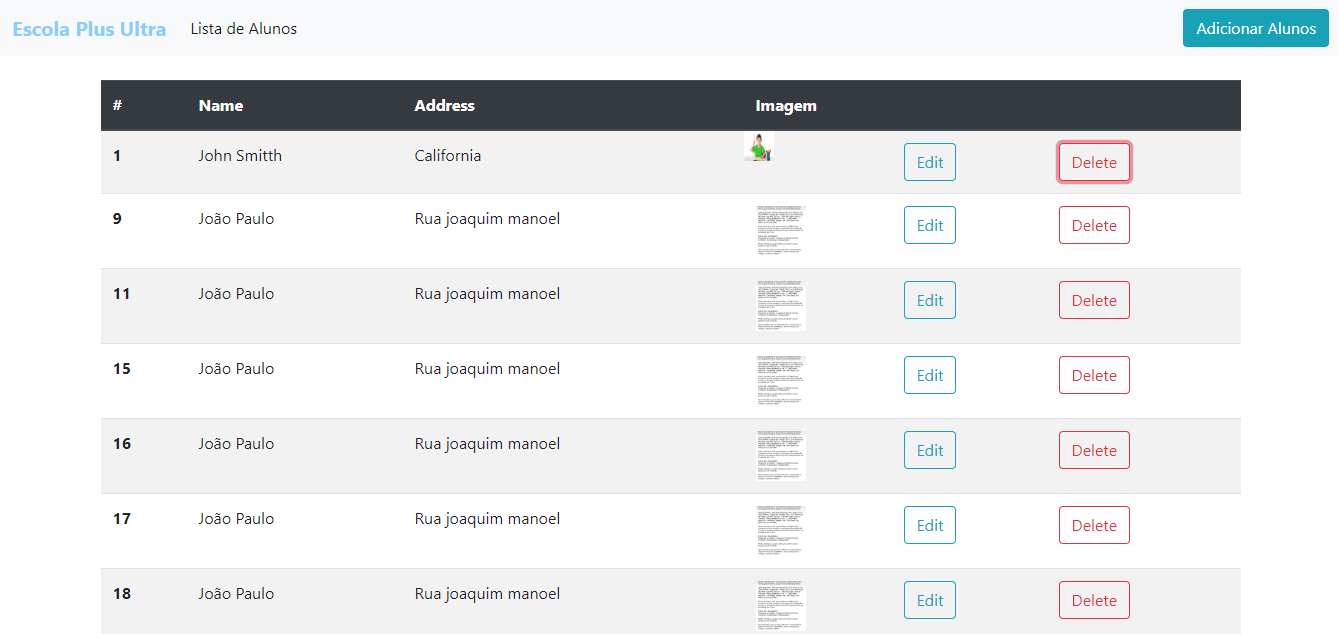 Escola Plus Ultra Lista de Alunos Adicionar Alunos
# Name Address Imagem
1 John Smitth California Edit Delete
9 João Paulo Rua joaquim manoel Edit Delete
11 João Paulo Rua joaquim manoel Edit Delete
15 João Paulo Rua joaquim manoel Edit Delete
16 João Paulo Rua joaquim manoel Edit Delete
17 João Paulo Rua joaquim manoel Edit Delete
18 João Paulo Rua joaquim manoel Edit Delete